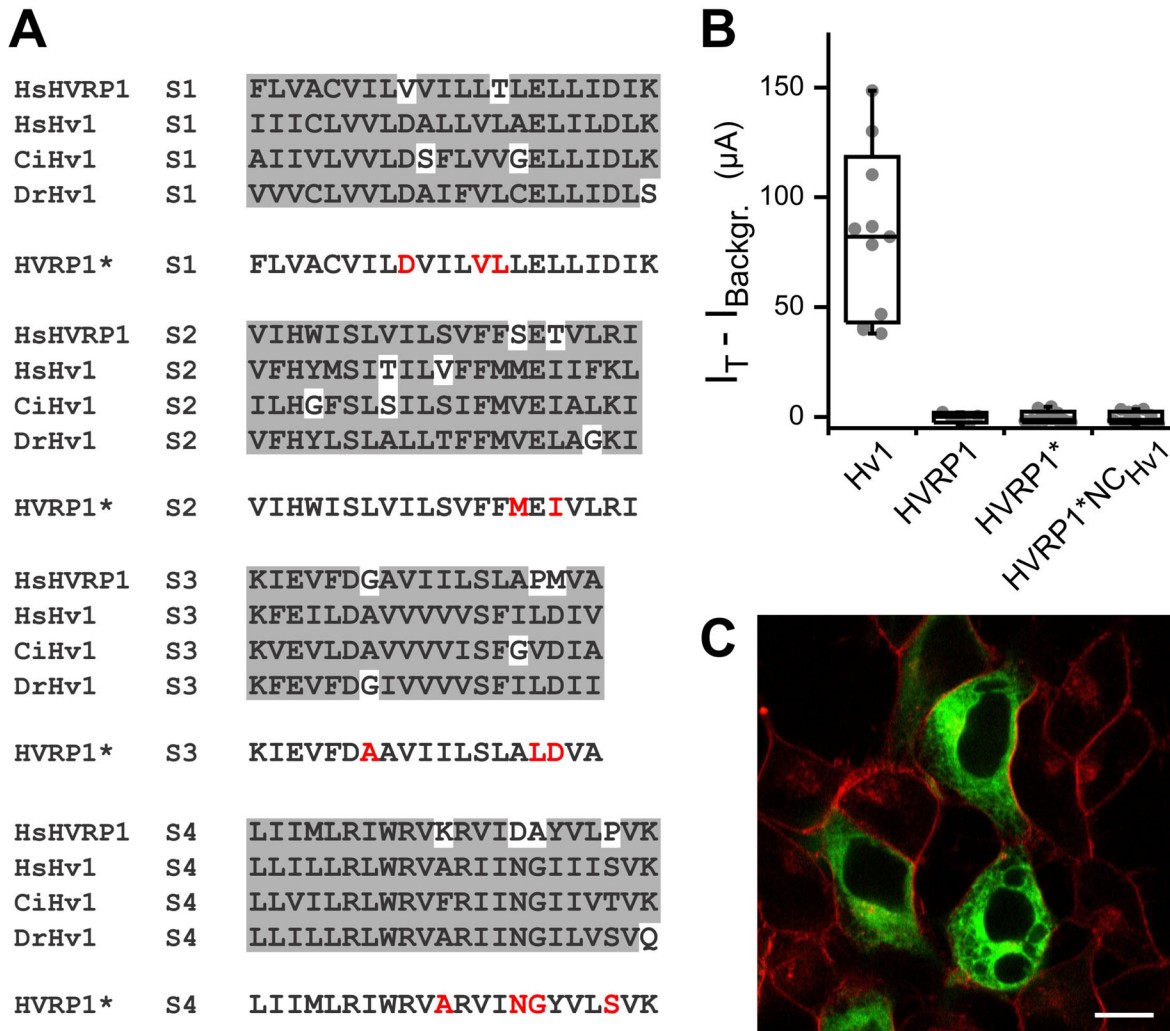 A
HsHVRP1 S1 FLVACVILVVILLTLELLIDIK
HsHv1 S1 IIICLVVLDALLVLAELILDLK
CiHv1 S1 AIIVLVVLDSFLVVGELLIDLK
DrHv1 S1 VVVCLVVLDAIFVLCELLIDLS
HVRP1* S1 FLVACVILDVILVLLELLIDIK
HsHVRP1 S2 VIHWISLVILSVFFSETVLRI
HsHv1 S2 VFHYMSITILVFFMMEIIFKL
CiHv1 S2 ILHGFSLSILSIFMVEIALKI
DrHv1 S2 VFHYLSLALLTFFMVELAGKI
HVRP1* S2 VIHWISLVILSVFFMEIVLRI
HsHVRP1 S3 KIEVFDGAVIILSLAPMVA
HsHv1 S3 KFEILDAVVVVVSFILDIV
CiHv1 S3 KVEVLDAVVVVISFGVDIA
DrHv1 S3 KFEVFDGIVVVVSFILDII
HVRP1* S3 KIEVFDAAVIILSLALDVA
HsHVRP1 S4 LIIMLRIWRVKRVIDAYVLPVK
HsHv1 S4 LLILLRLWRVARIINGIIISVK
CiHv1 S4 LLVILRLWRVFRIINGIIVTVK
DrHv1 S4 LLILLRLWRVARIINGILVSVQ
HVRP1* S4 LIIMLRIWRVARVINGYVLSVK
B
I_T - I_Backgr. (µA)
150
100
50
0
Hv1
HVRP1
HVRP1*
HVRP1*NC_Hv1
C